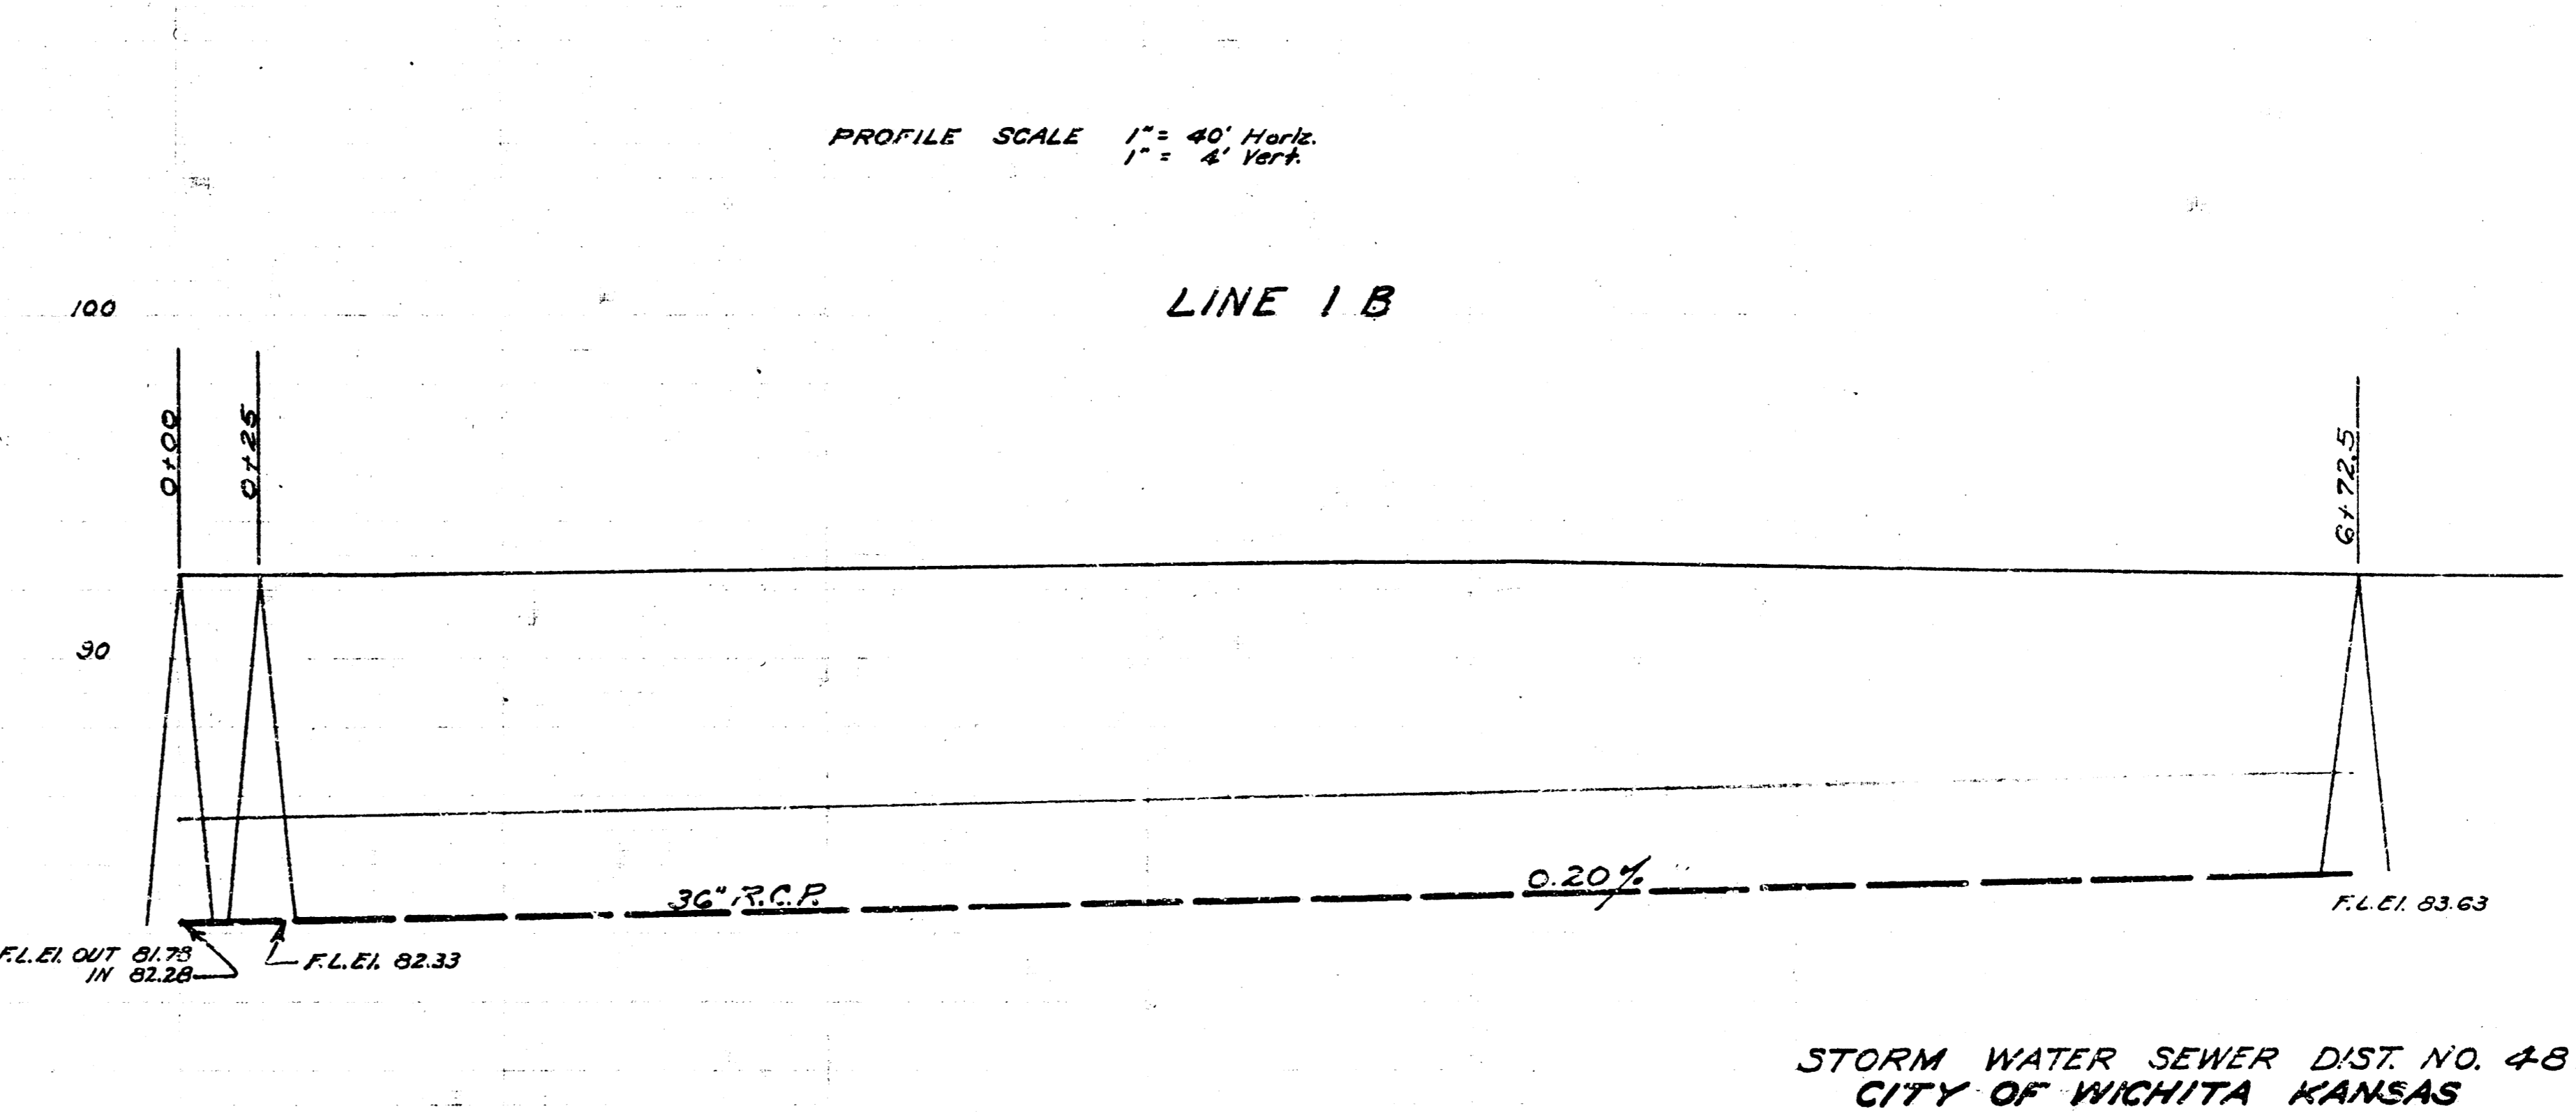 PROFILE SCALE 1" = 40' Horiz.
1" = 4' Vert.
LINE 1 B
100
0+00
0+25
6+72.5
90
36" R.C.P.
0.20%
F.L.El. 83.63
F.L.El. OUT 81.78
IN 82.28
F.L.El. 82.33
STORM WATER SEWER DIST. NO. 48
CITY OF WICHITA KANSAS